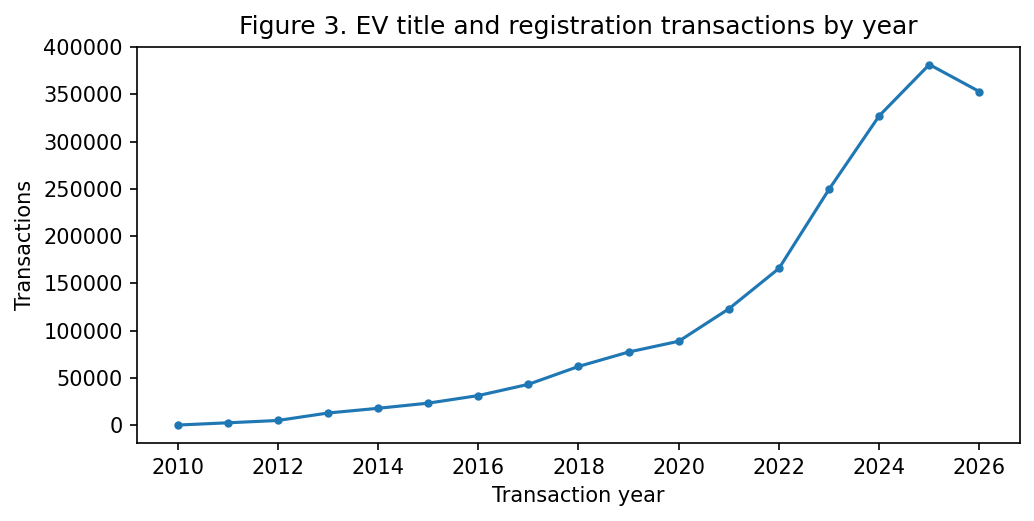 Figure 3. EV title and registration transactions by year
400000
350000
300000
250000
200000
150000
100000
50000
0
Transactions
2010 2012 2014 2016 2018 2020 2022 2024 2026
Transaction year